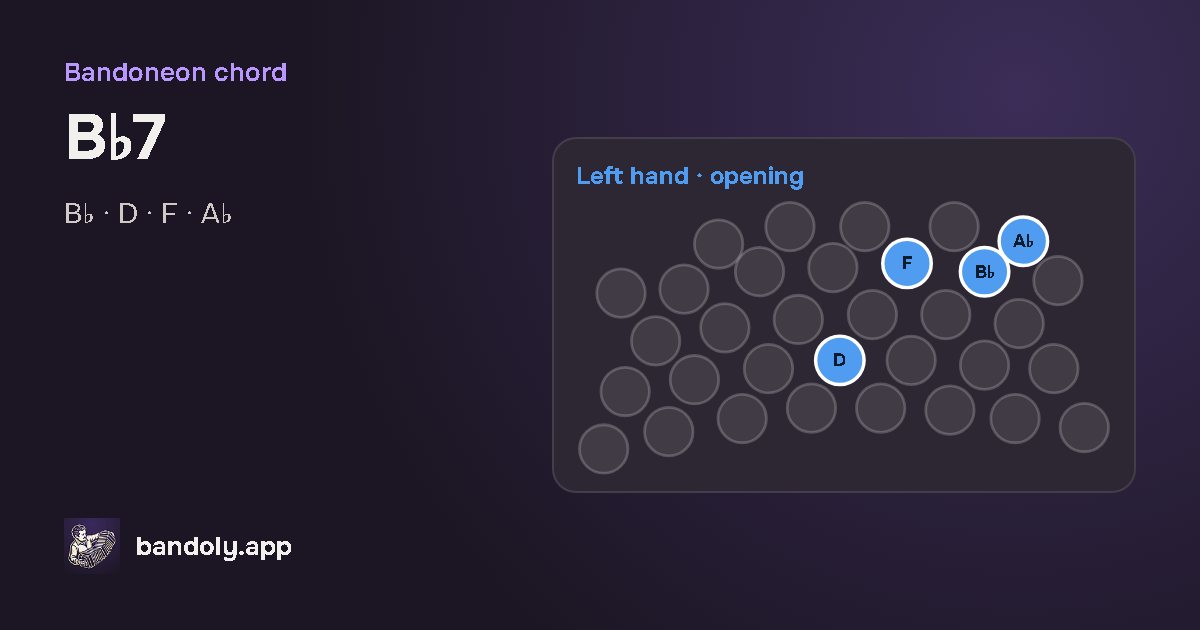 Bandoneon chord
B♭7
B♭ · D · F · A♭
Left hand · opening
A♭
F
B♭
D
bandoly.app